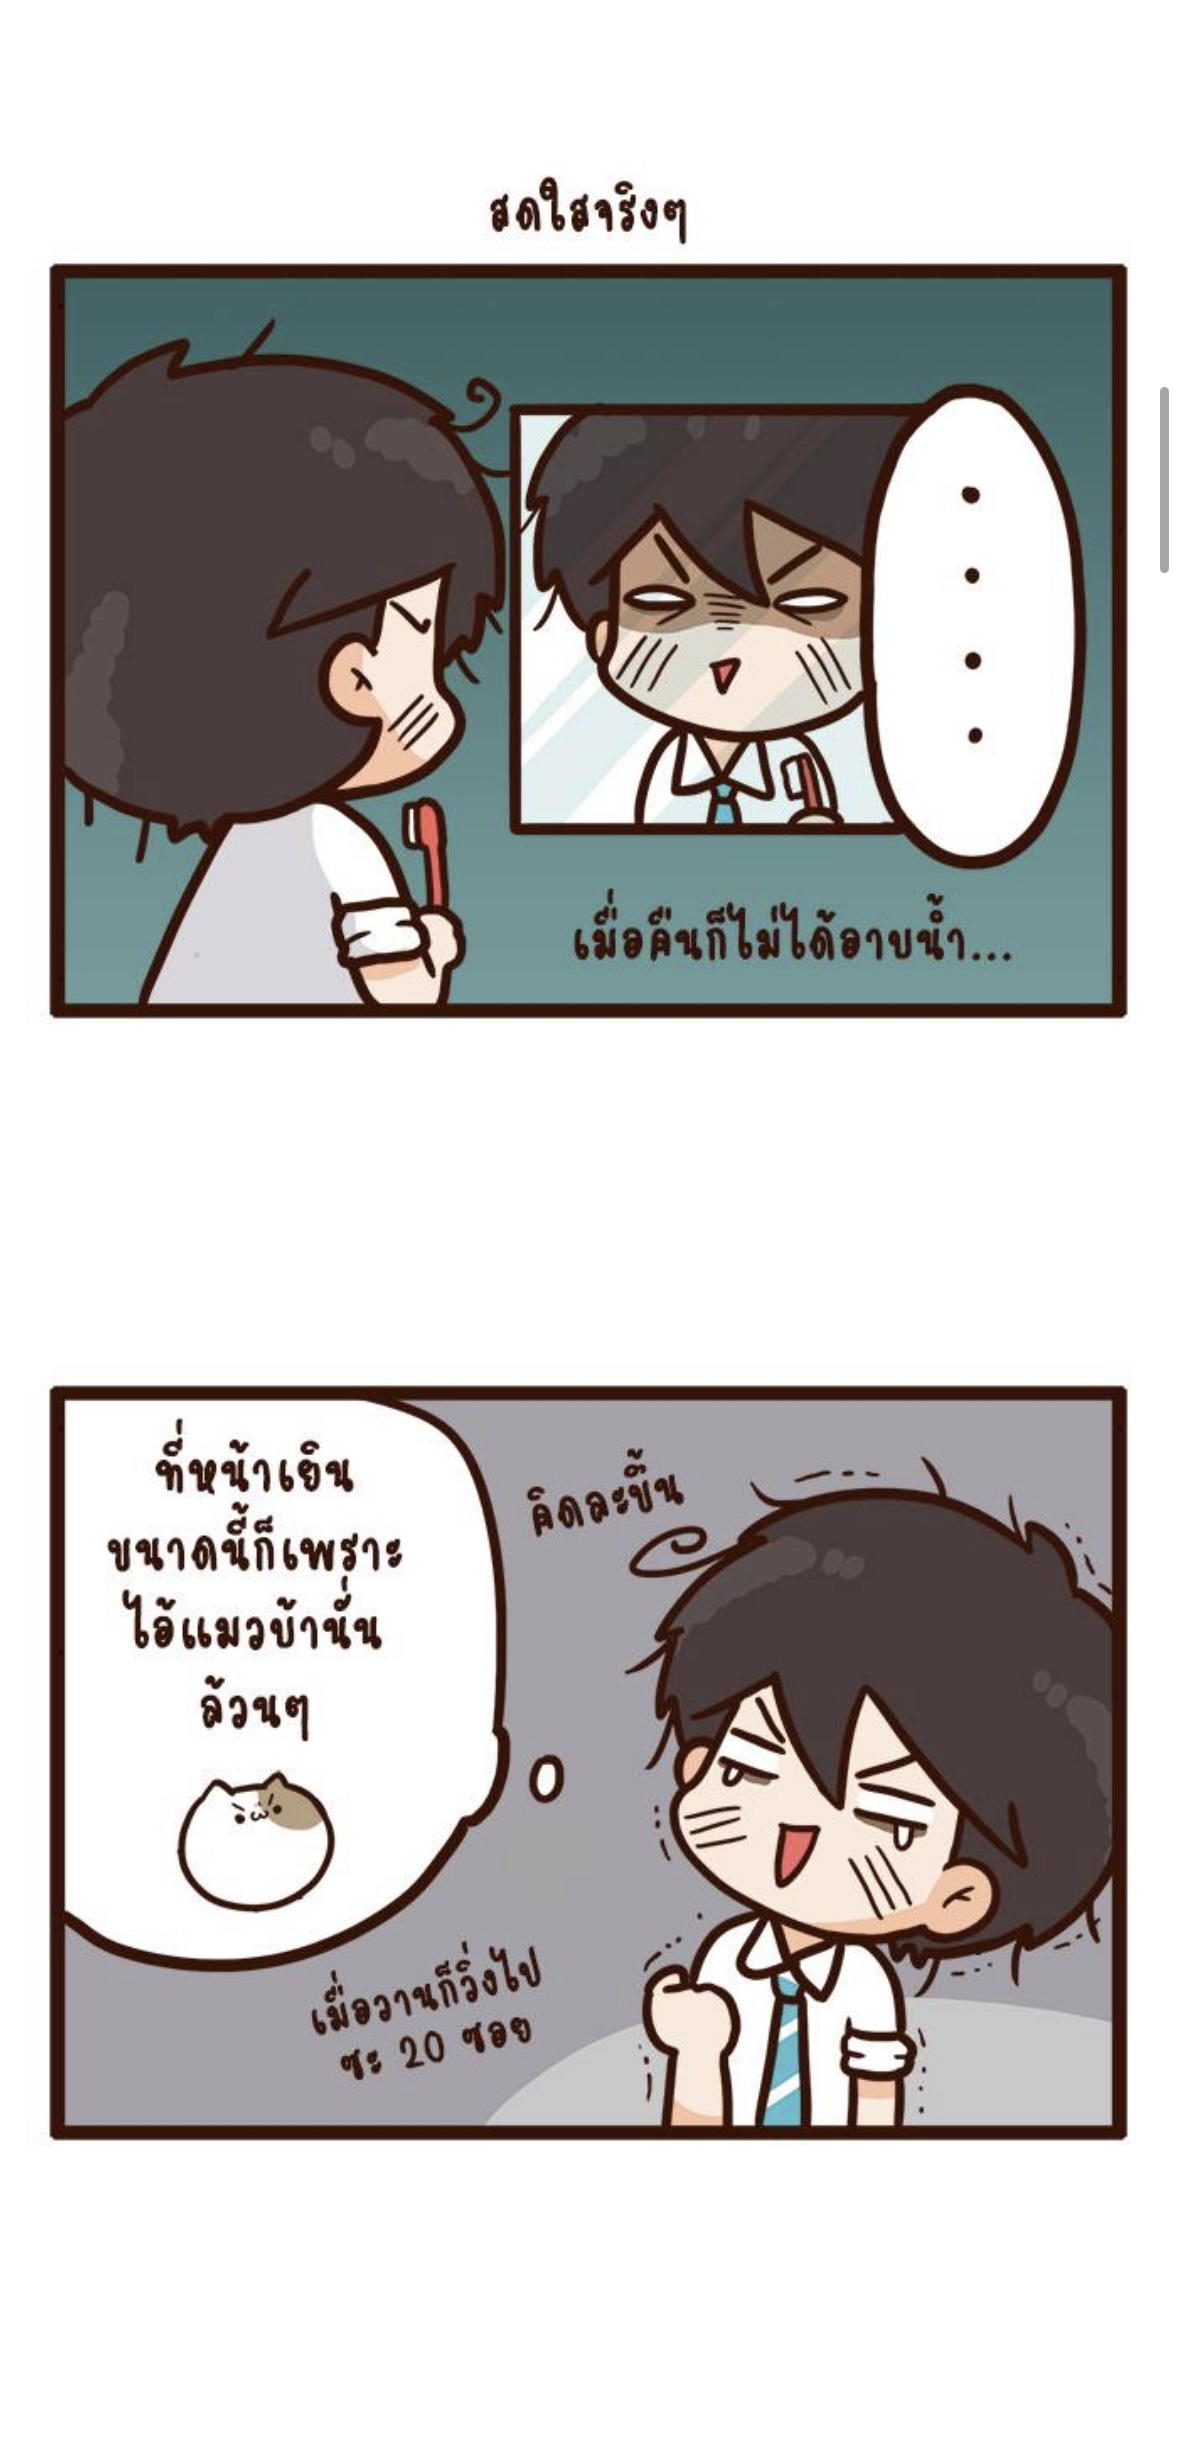 สดใสจริงๆ
....
เมื่อคืนก็ไม่ได้อาบน้ำ...
ที่หน้าเยิน
ขนาดนี้ก็เพราะ
ไอ้แมวบ้านั่น
ล้วนๆ
คิดละขึ้น
เมื่อวานก็วิ่งไป
ซะ 20 ซอย